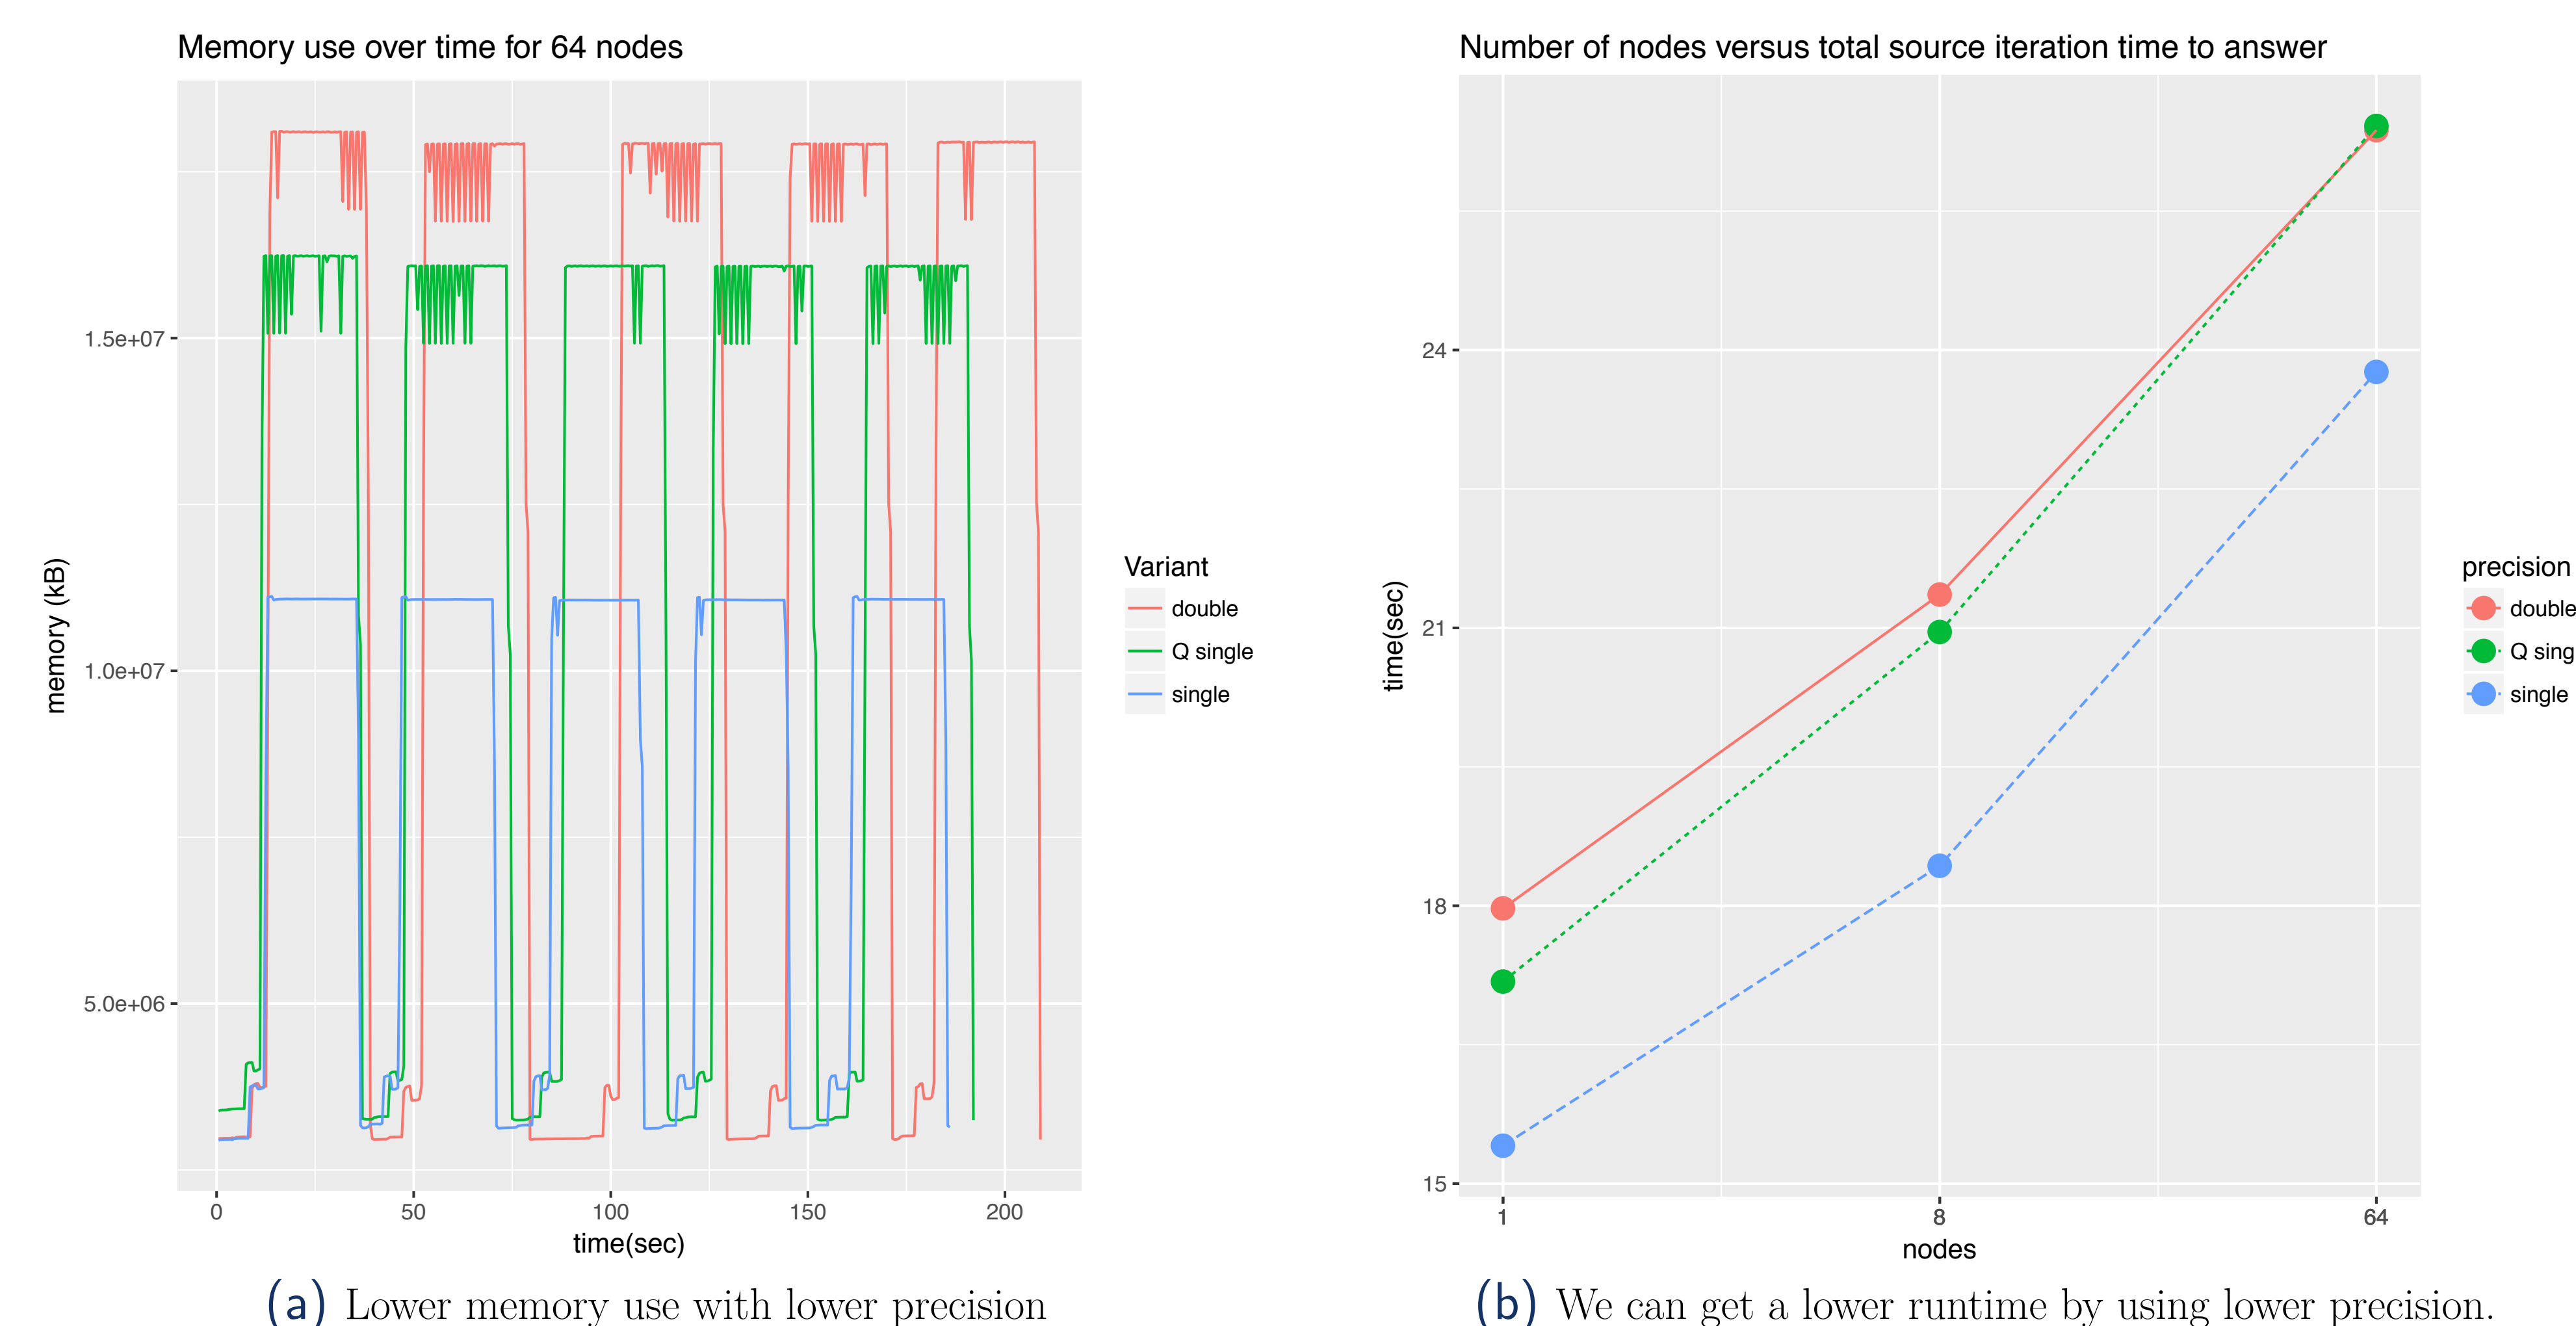 Memory use over time for 64 nodes
1.5e+07
1.0e+07
5.0e+06
memory (kB)
0 50 100 150 200
time(sec)
Variant
double
Q single
single
(a) Lower memory use with lower precision
Number of nodes versus total source iteration time to answer
24
21
18
15
time(sec)
1 8 64
nodes
precision
double
Q sing
single
(b) We can get a lower runtime by using lower precision.